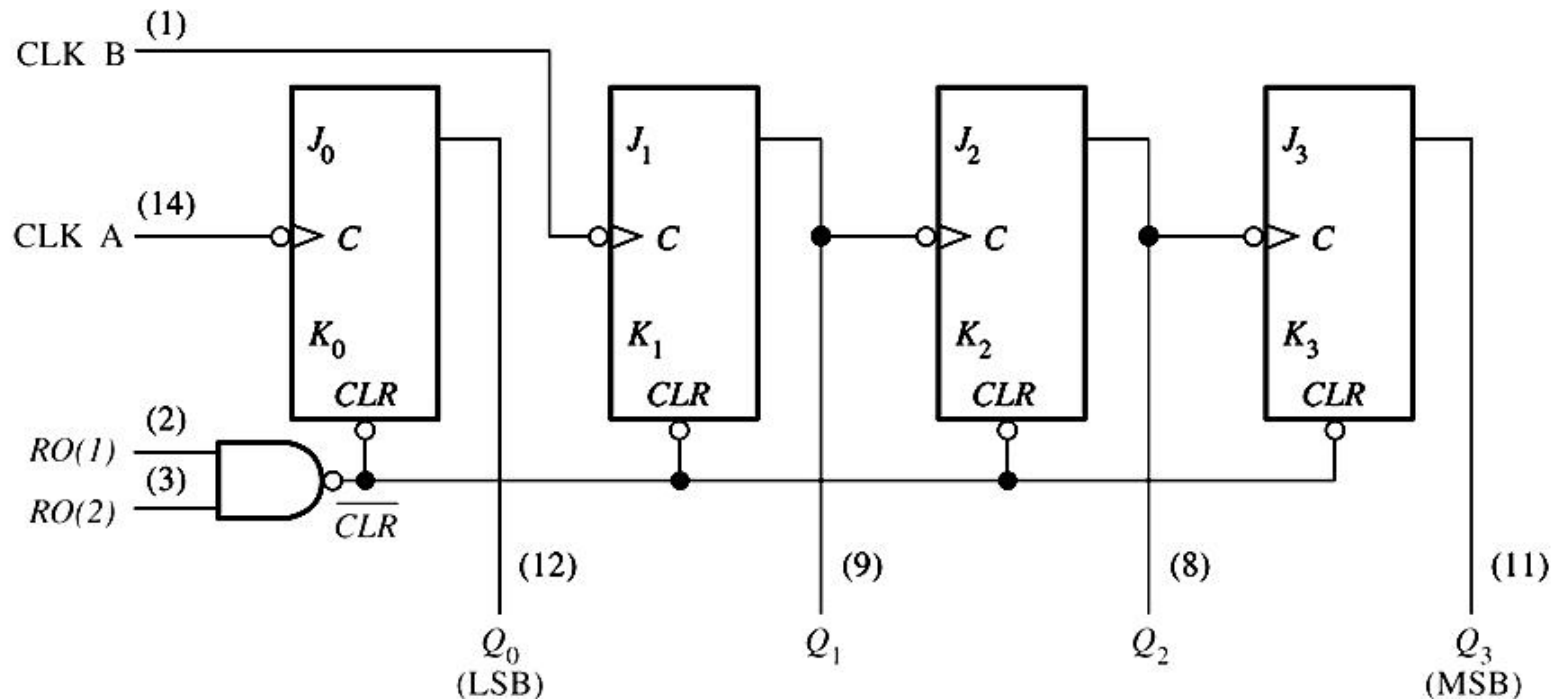 (1)
CLK B
J₀ J₁ J₂ J₃
(14)
CLK A
C C C C
K₀ K₁ K₂ K₃
CLR CLR CLR CLR
(2)
RO(1)
(3)
RO(2)
C̅L̅R̅
(12) (9) (8) (11)
Q₀ Q₁ Q₂ Q₃
(LSB) (MSB)